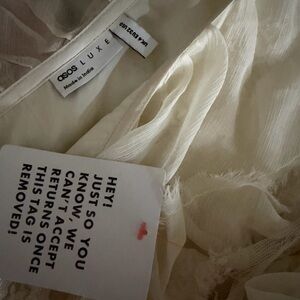 asos LUXE
Made in India
HEY!
JUST SO YOU
KNOW, WE
CAN'T ACCEPT
RETURNS ONCE
THIS TAG IS
REMOVED!